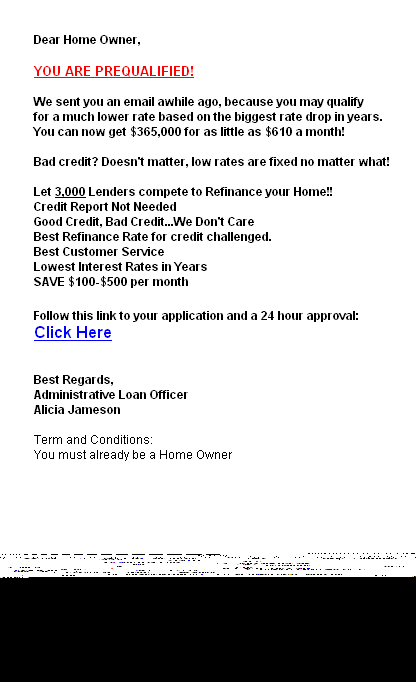 Dear Home Owner,
YOU ARE PREQUALIFIED!
We sent you an email awhile ago, because you may qualify
for a much lower rate based on the biggest rate drop in years.
You can now get $365,000 for as little as $610 a month!
Bad credit? Doesn't matter, low rates are fixed no matter what!
Let 3,000 Lenders compete to Refinance your Home!!
Credit Report Not Needed
Good Credit, Bad Credit...We Don't Care
Best Refinance Rate for credit challenged.
Best Customer Service
Lowest Interest Rates in Years
SAVE $100-$500 per month
Follow this link to your application and a 24 hour approval:
Click Here
Best Regards,
Administrative Loan Officer
Alicia Jameson
Term and Conditions:
You must already be a Home Owner